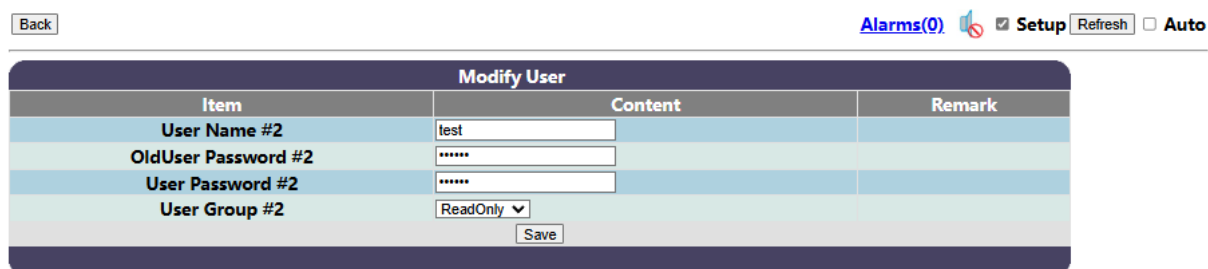 Back Alarms(0) Setup Refresh Auto
Modify User
Item Content Remark
User Name #2 test
OldUser Password #2 ••••••
User Password #2 ••••••
User Group #2 ReadOnly
Save